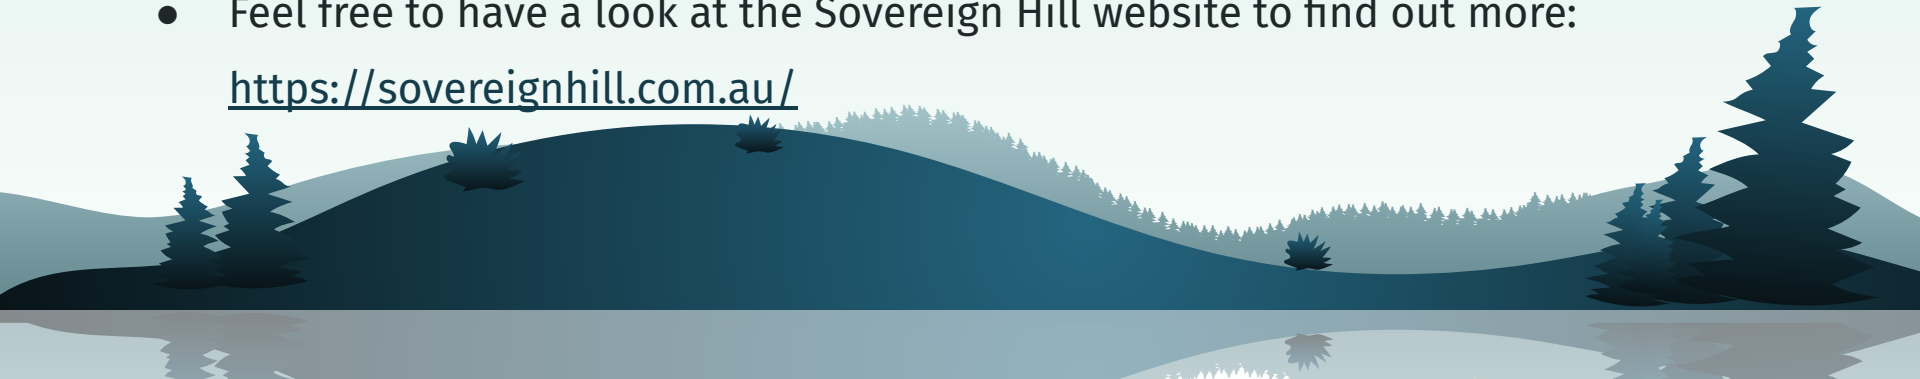 ● Feel free to have a look at the Sovereign Hill website to find out more:
https://sovereignhill.com.au/